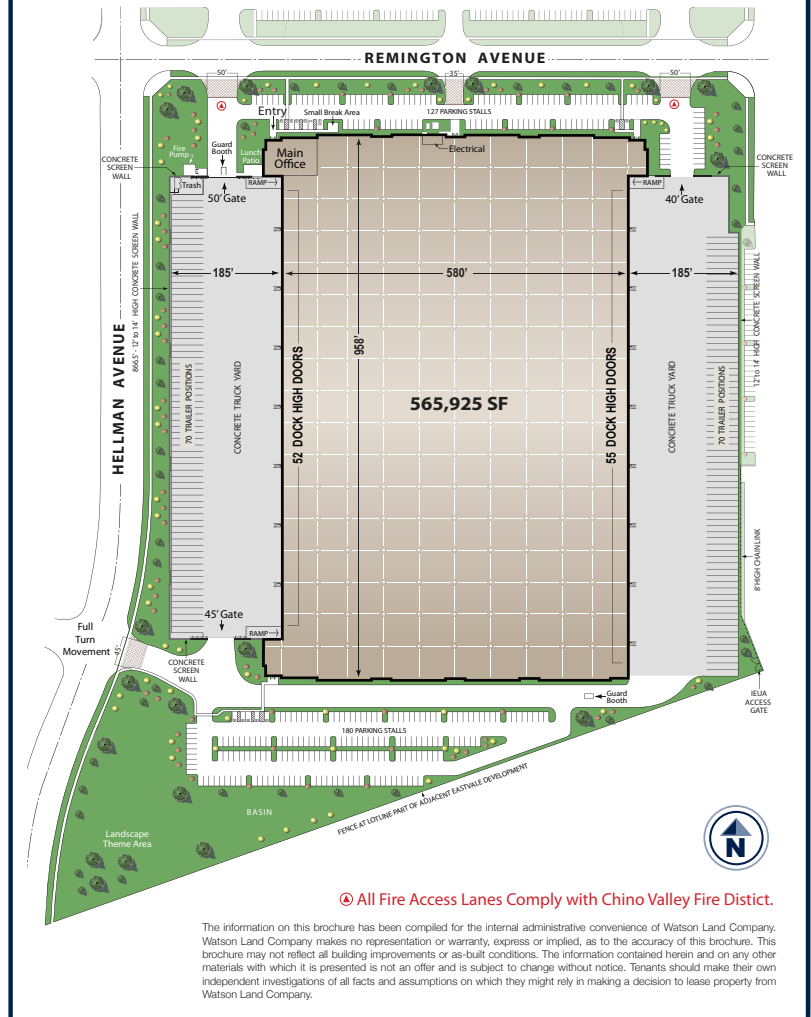 REMINGTON AVENUE
50'
35'
50'
Entry
Small Break Area
127 PARKING STALLS
Fire
Pump
Guard
Booth
Lunch
Patio
Main
Office
958'
Electrical
CONCRETE
SCREEN
WALL
CONCRETE
SCREEN
WALL
Trash
RAMP
RAMP
50' Gate
40' Gate
185'
580'
185'
HELLMAN AVENUE
866.5' - 12' to 14' HIGH CONCRETE SCREEN WALL
70 TRAILER POSITIONS
CONCRETE TRUCK YARD
52 DOCK HIGH DOORS
565,925 SF
55 DOCK HIGH DOORS
CONCRETE TRUCK YARD
70 TRAILER POSITIONS
12' to 14' HIGH CONCRETE SCREEN WALL
8' HIGH CHAIN LINK
45' Gate
RAMP
Full
Turn
Movement
45'
CONCRETE
SCREEN
WALL
Guard
Booth
IEUA
ACCESS
GATE
180 PARKING STALLS
FENCE AT LOTLINE PART OF ADJACENT EASTVALE DEVELOPMENT
BASIN
Landscape
Theme Area
N
All Fire Access Lanes Comply with Chino Valley Fire Distict.
The information on this brochure has been compiled for the internal administrative convenience of Watson Land Company.
Watson Land Company makes no representation or warranty, express or implied, as to the accuracy of this brochure. This
brochure may not reflect all building improvements or as-built conditions. The information contained herein and on any other
materials with which it is presented is not an offer and is subject to change without notice. Tenants should make their own
independent investigations of all facts and assumptions on which they might rely in making a decision to lease property from
Watson Land Company.